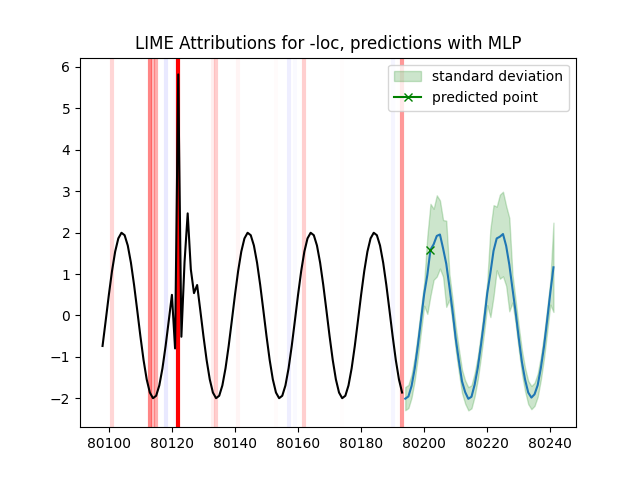 LIME Attributions for -loc, predictions with MLP
standard deviation
predicted point
6
5
4
3
2
1
0
−1
−2
80100 80120 80140 80160 80180 80200 80220 80240